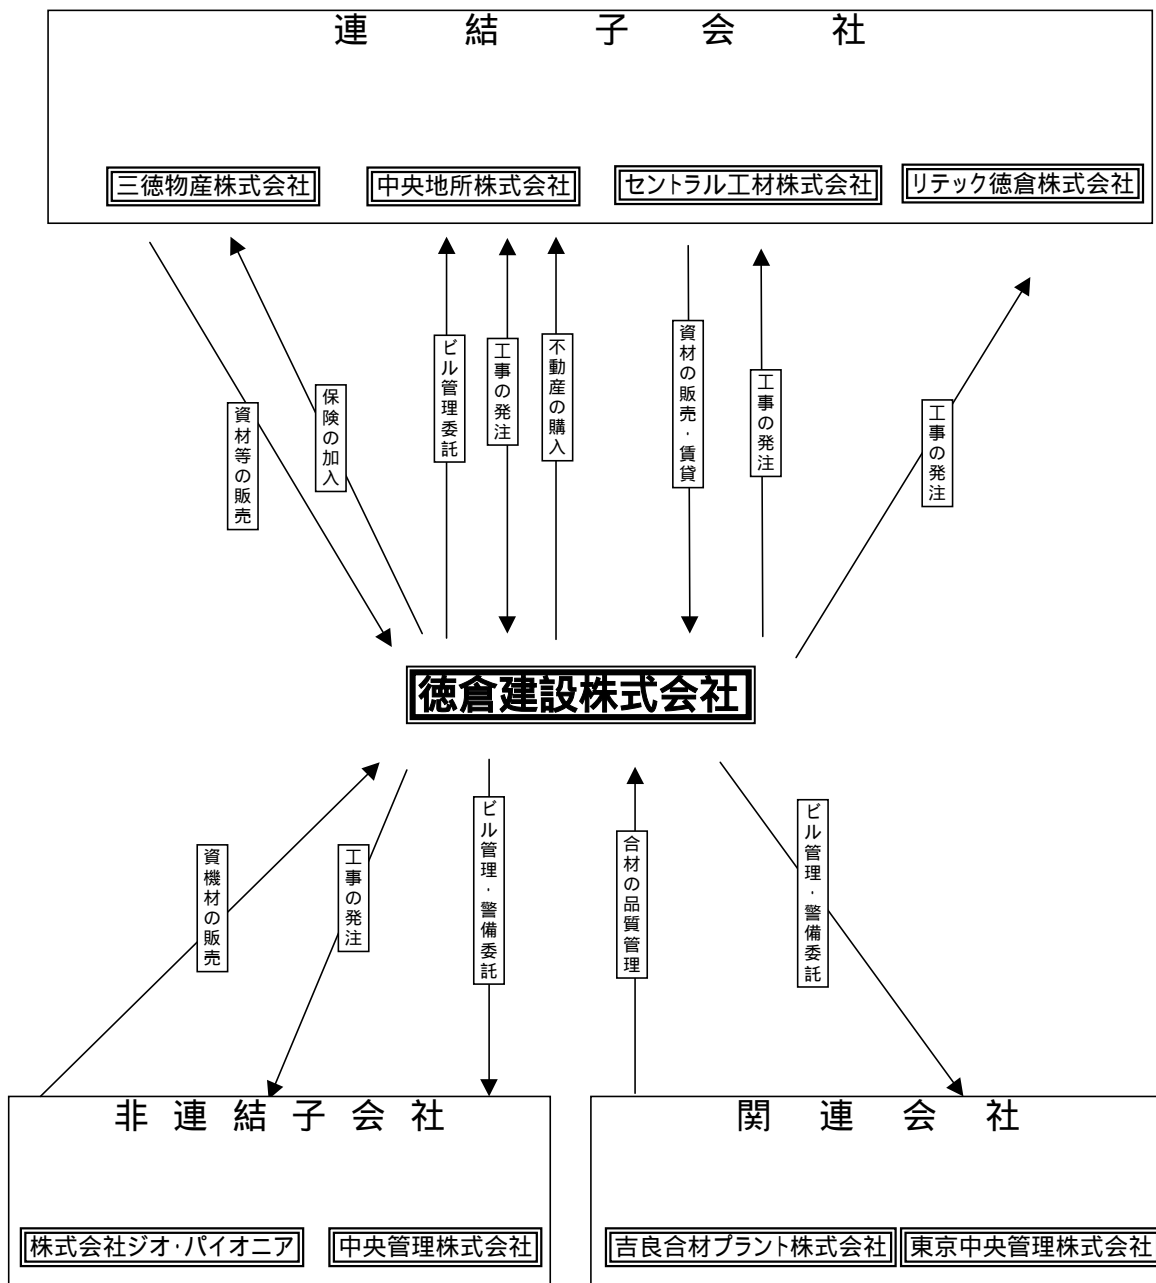 連結子会社
三徳物産株式会社
中央地所株式会社
セントラル工材株式会社
リテック徳倉株式会社
資材等の販売
保険の加入
ビル管理委託
工事の発注
不動産の購入
資材の販売・賃貸
工事の発注
工事の発注
徳倉建設株式会社
資機材の販売
工事の発注
ビル管理・警備委託
合材の品質管理
ビル管理・警備委託
非連結子会社
関連会社
株式会社ジオ・パイオニア
中央管理株式会社
吉良合材プラント株式会社
東京中央管理株式会社